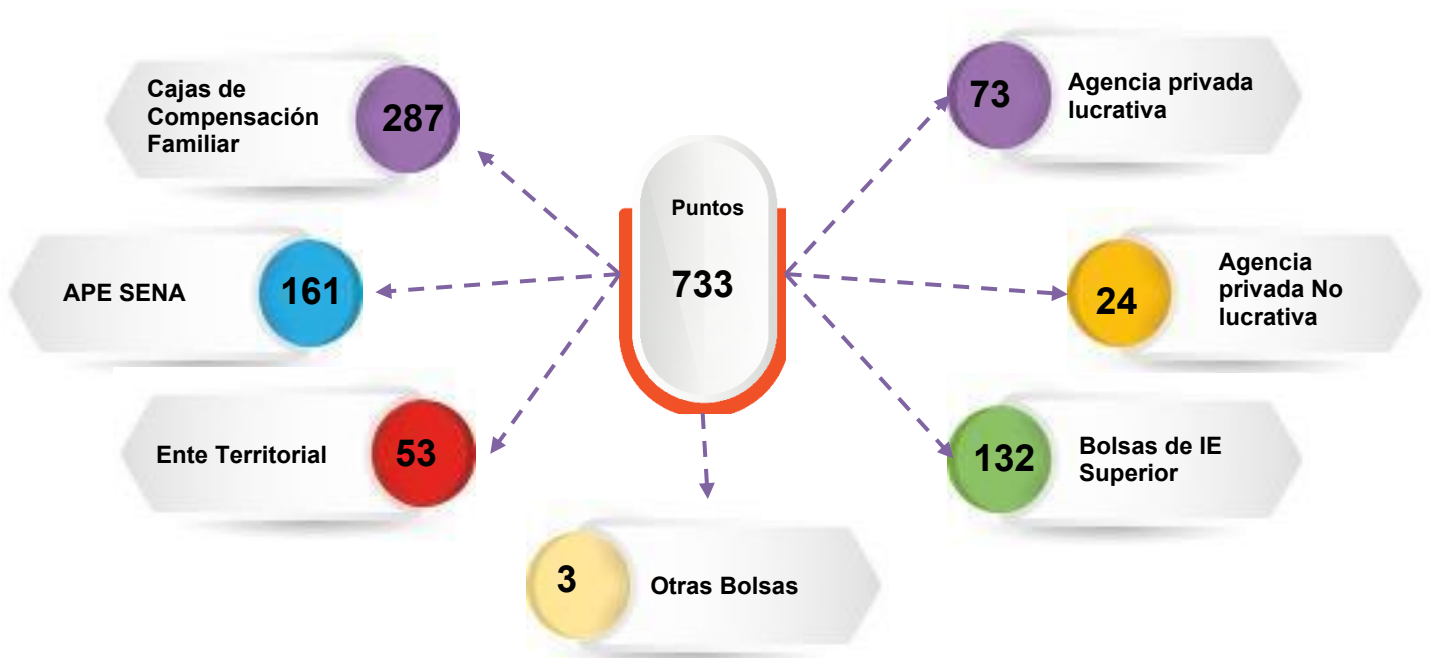 Cajas de
Compensación
Familiar
287
APE SENA
161
Ente Territorial
53
Puntos
733
3
Otras Bolsas
73
Agencia privada
lucrativa
24
Agencia
privada No
lucrativa
132
Bolsas de IE
Superior